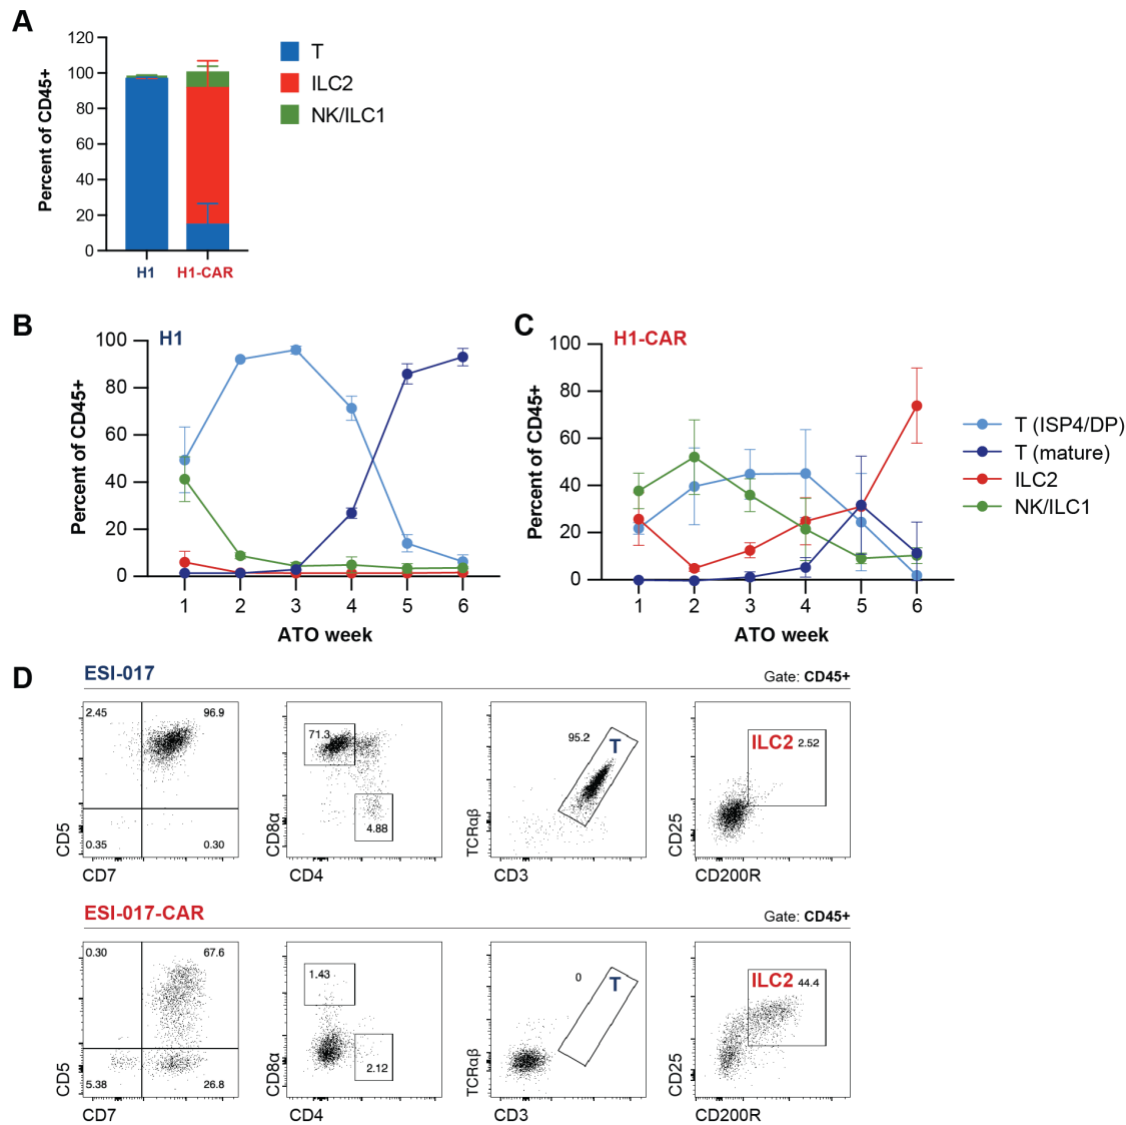 A
Percent of CD45+
120
100
80
60
40
20
0
H1
H1-CAR
T
ILC2
NK/ILC1
B
H1
Percent of CD45+
100
80
60
40
20
0
1 2 3 4 5 6
ATO week
C
H1-CAR
Percent of CD45+
100
80
60
40
20
0
1 2 3 4 5 6
ATO week
T (ISP4/DP)
T (mature)
ILC2
NK/ILC1
D
ESI-017
Gate: CD45+
2.45 96.9
0.35 0.30
CD5
CD7
71.3
4.88
CD8α
CD4
95.2 T
TCRαβ
CD3
ILC2 2.52
CD25
CD200R
ESI-017-CAR
Gate: CD45+
0.30 67.6
5.38 26.8
CD5
CD7
1.43
2.12
CD8α
CD4
0 T
TCRαβ
CD3
ILC2 44.4
CD25
CD200R